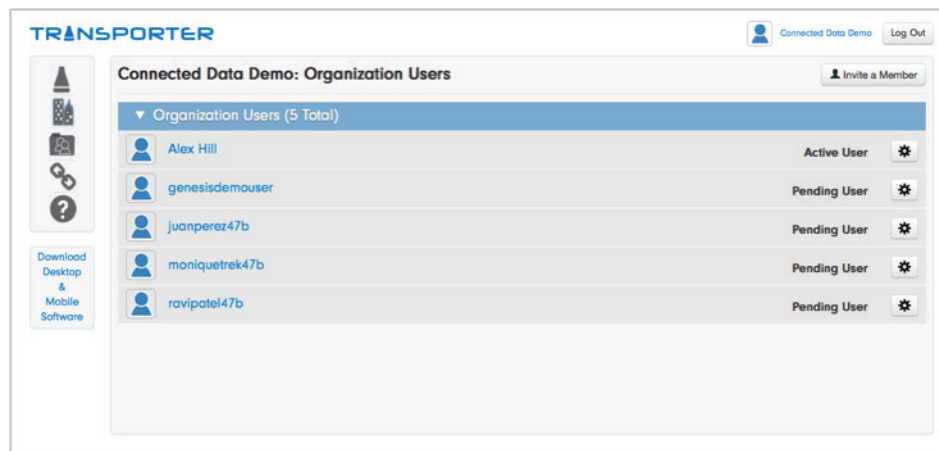 TRANSPORTER
Connected Data Demo
Log Out
Connected Data Demo: Organization Users
Invite a Member
Organization Users (5 Total)
Alex Hill
Active User
genesisdemouser
Pending User
juanperez47b
Pending User
moniquetrek47b
Pending User
ravipatel47b
Pending User
?
Download
Desktop
&
Mobile
Software